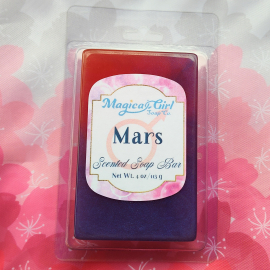 Magical Girl
Soap Co.
Mars
Scented Soap Bar
Net Wt. 4 oz/ 113 g